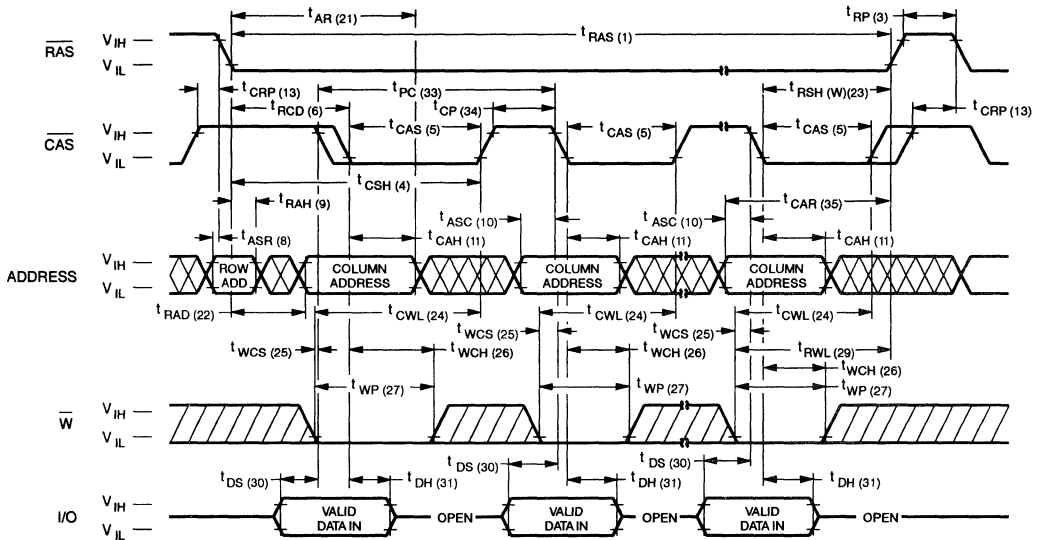 t AR (21)
t RP (3)
RAS
V IH
V IL
t RAS (1)
t CRP (13)
t PC (33)
t RCD (6)
t CP (34)
t RSH (W)(23)
t CRP (13)
CAS
V IH
V IL
t CAS (5)
t CAS (5)
t CAS (5)
t CSH (4)
t RAH (9)
t CAR (35)
t ASC (10)
t ASC (10)
t ASR (8)
t CAH (11)
t CAH (11)
t CAH (11)
ADDRESS
V IH
V IL
ROW ADD
COLUMN ADDRESS
COLUMN ADDRESS
COLUMN ADDRESS
t RAD (22)
t CWL (24)
t CWL (24)
t CWL (24)
t WCS (25)
t WCS (25)
t WCS (25)
t WCH (26)
t WCH (26)
t RWL (29)
t WCH (26)
t WP (27)
t WP (27)
t WP (27)
W
V IH
V IL
t DS (30)
t DS (30)
t DS (30)
t DH (31)
t DH (31)
t DH (31)
I/O
V IH
V IL
VALID DATA IN
OPEN
VALID DATA IN
OPEN
VALID DATA IN
OPEN